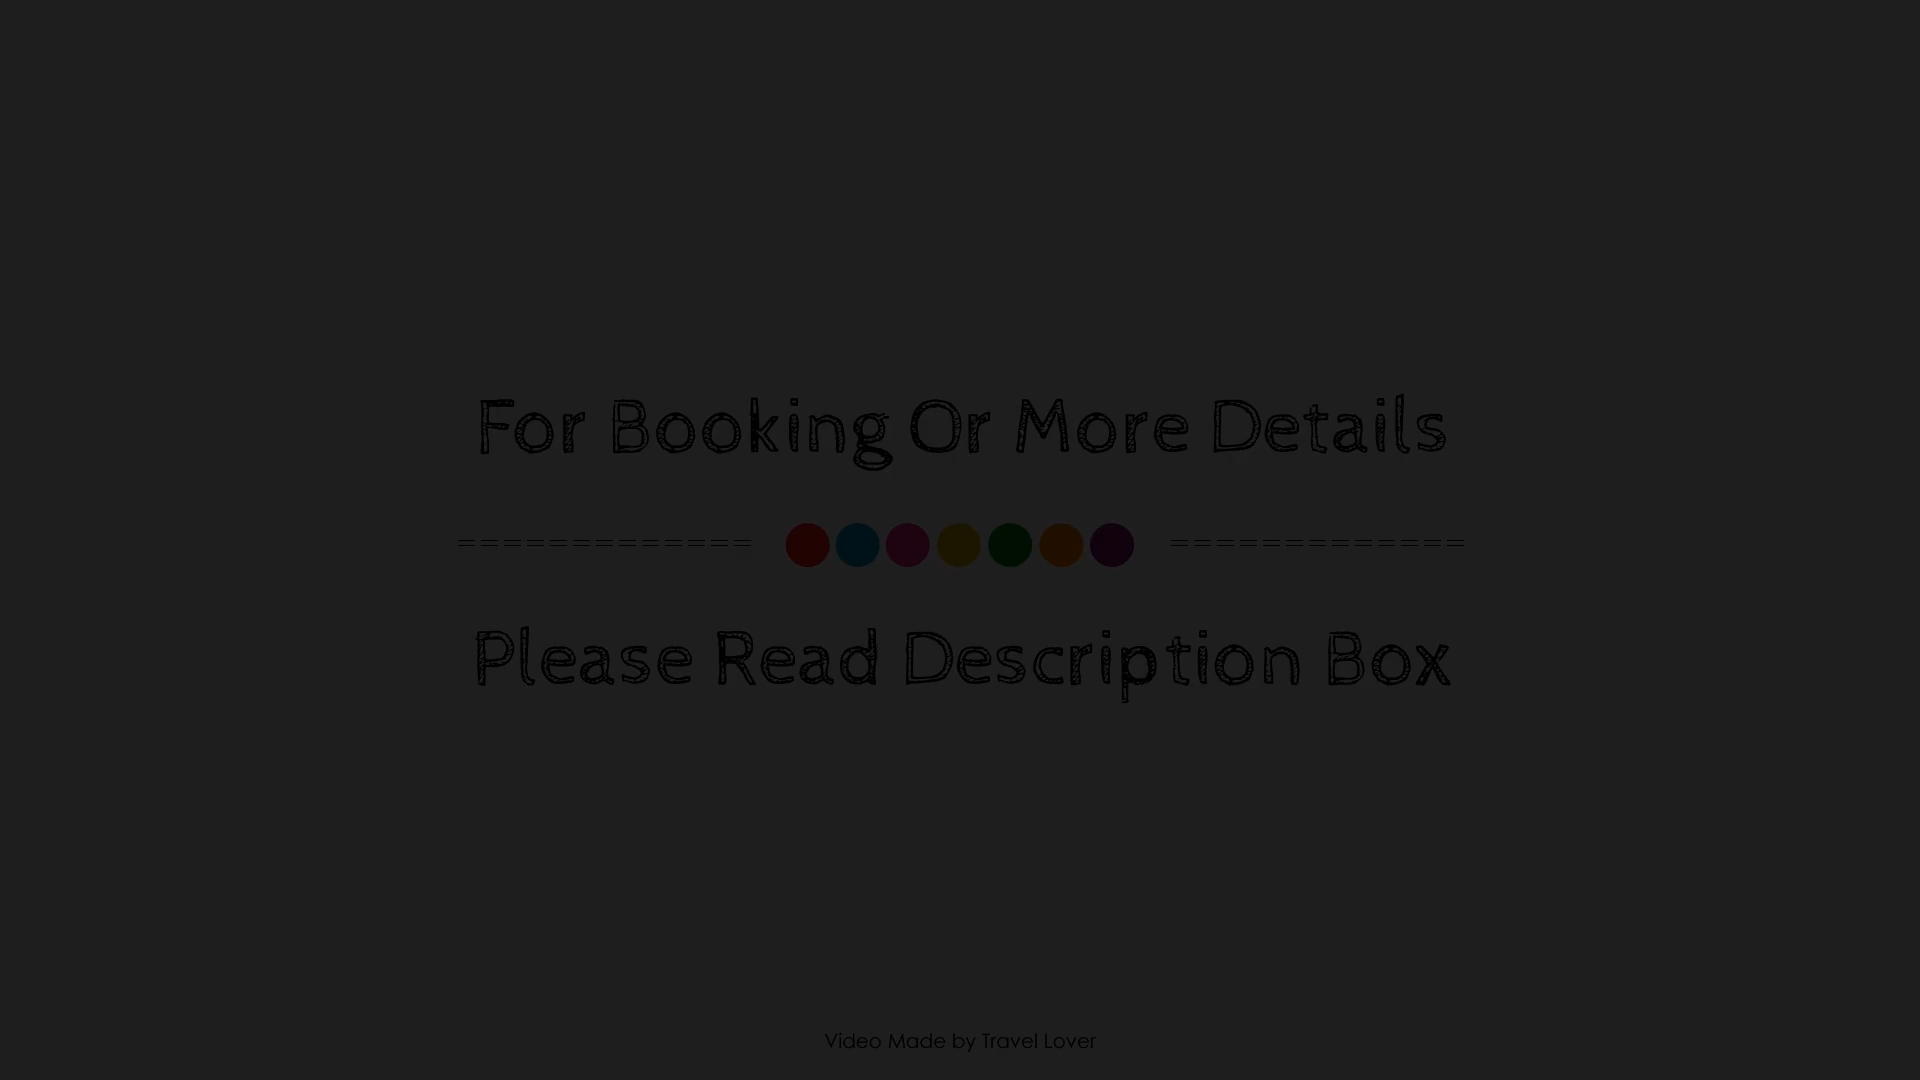 For Booking Or More Details
============= =============
Please Read Description Box
Video Made by Travel Lover